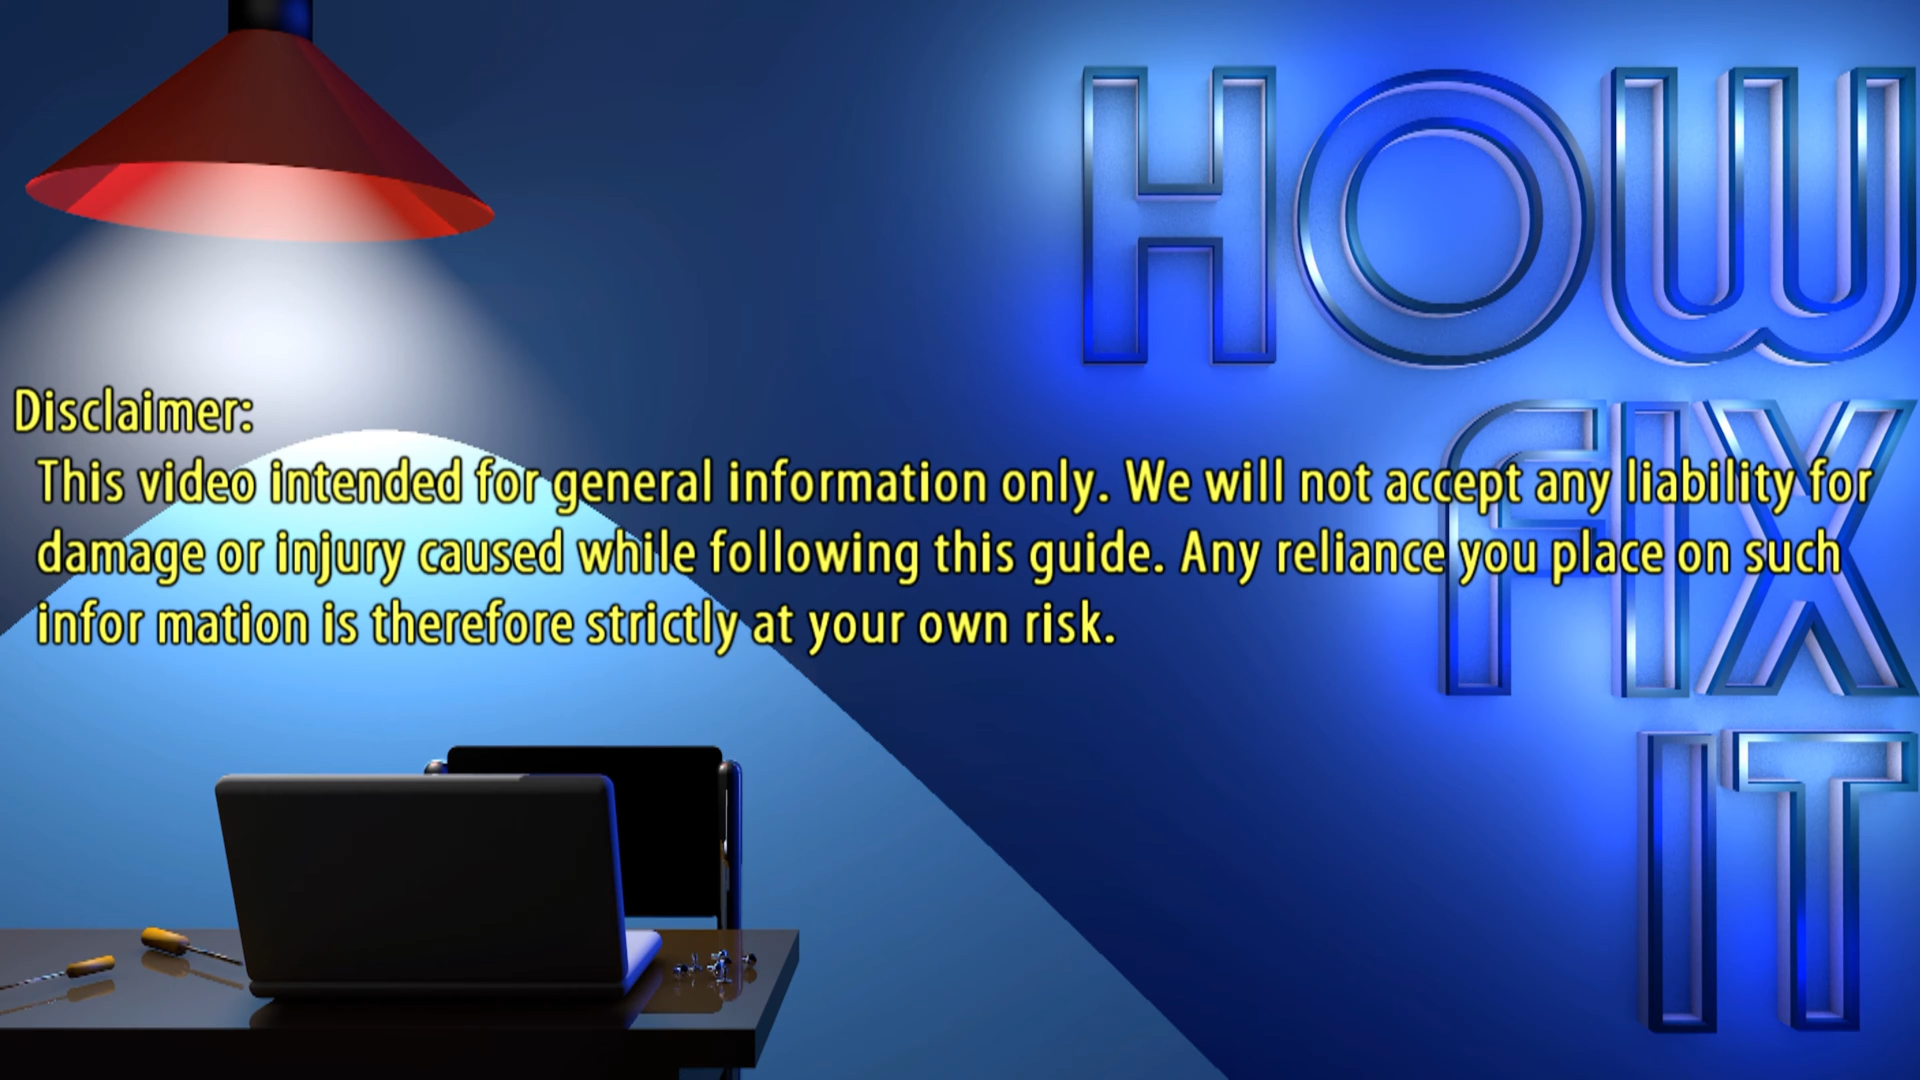 HOW
FIX
IT
Disclaimer:
This video intended for general information only. We will not accept any liability for
damage or injury caused while following this guide. Any reliance you place on such
infor mation is therefore strictly at your own risk.